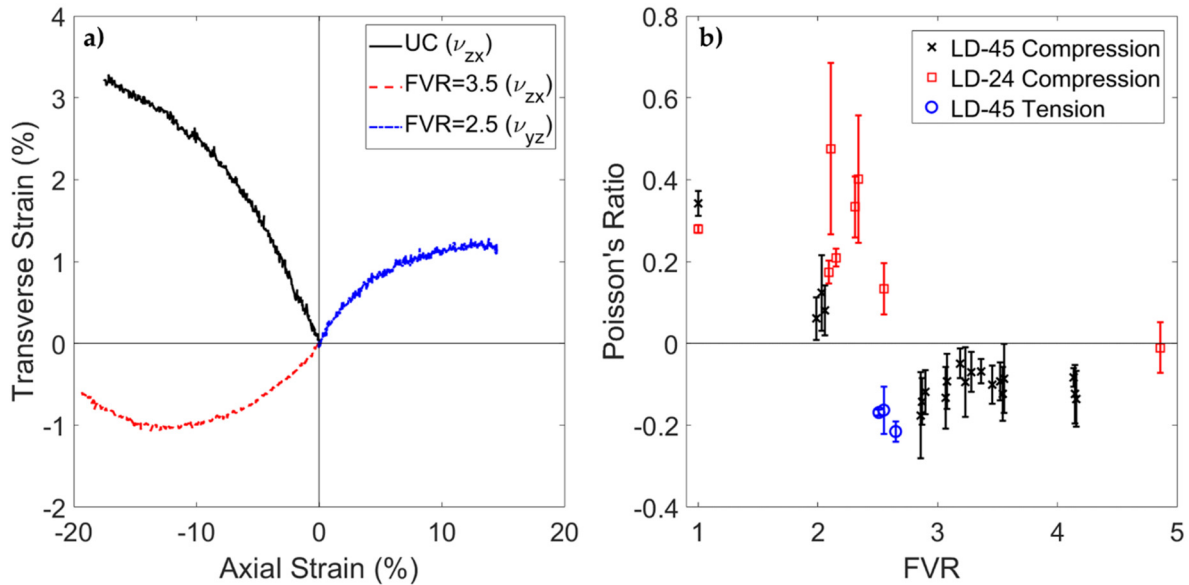 a)
UC (νzx)
FVR=3.5 (νzx)
FVR=2.5 (νyz)
4
3
2
1
0
-1
-2
-20
-10
0
10
20
Transverse Strain (%)
Axial Strain (%)
b)
LD-45 Compression
LD-24 Compression
LD-45 Tension
0.8
0.6
0.4
0.2
0
-0.2
-0.4
1
2
3
4
5
Poisson's Ratio
FVR